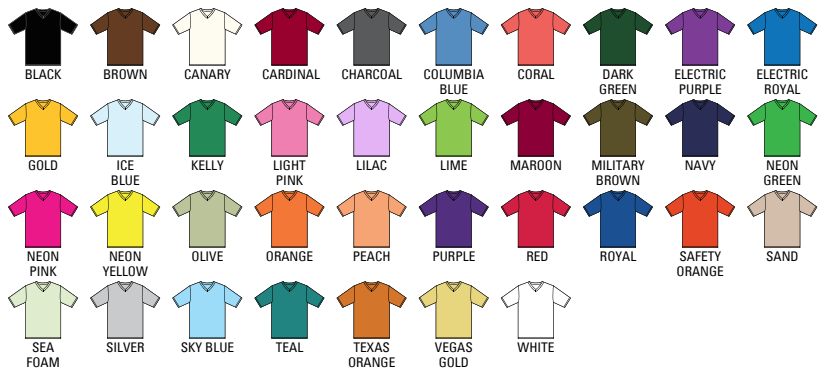 BLACK
BROWN
CANARY
CARDINAL
CHARCOAL
COLUMBIA
BLUE
CORAL
DARK
GREEN
ELECTRIC
PURPLE
ELECTRIC
ROYAL
GOLD
ICE
BLUE
KELLY
LIGHT
PINK
LILAC
LIME
MAROON
MILITARY
BROWN
NAVY
NEON
GREEN
NEON
PINK
NEON
YELLOW
OLIVE
ORANGE
PEACH
PURPLE
RED
ROYAL
SAFETY
ORANGE
SAND
SEA
FOAM
SILVER
SKY BLUE
TEAL
TEXAS
ORANGE
VEGAS
GOLD
WHITE